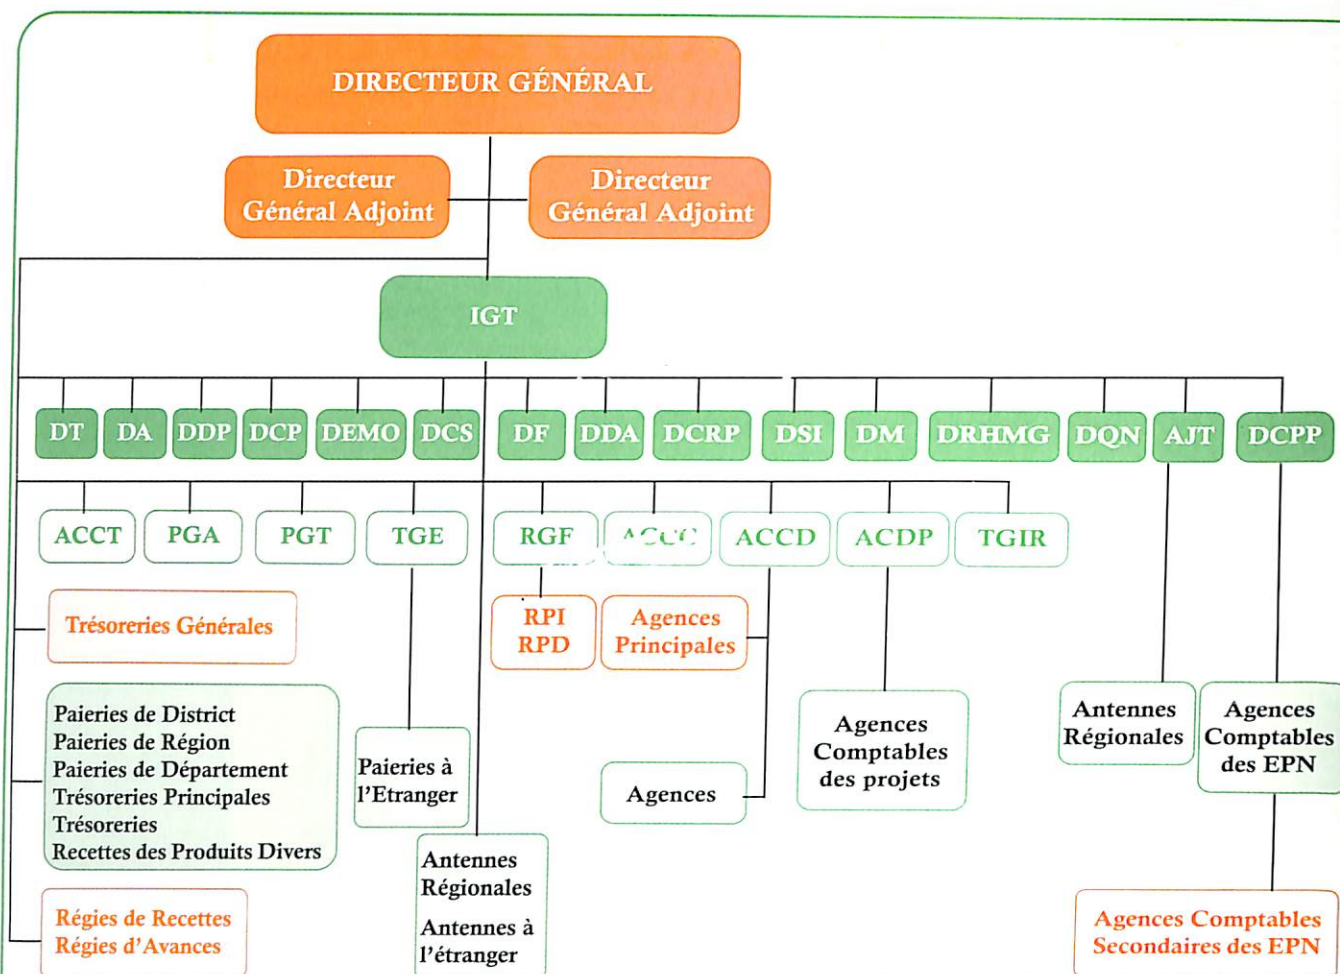 DIRECTEUR GÉNÉRAL
Directeur
Général Adjoint
Directeur
Général Adjoint
IGT
DT
DA
DDP
DCP
DEMO
DCS
DF
DDA
DCRP
DSI
DM
DRHMG
DQN
AJT
DCPP
ACCT
PGA
PGT
TGE
RGF
ACCC
ACCD
ACDP
TGIR
Trésoreries Générales
RPI
RPD
Agences
Principales
Paieries de District
Paieries de Région
Paieries de Département
Trésoreries Principales
Trésoreries
Recettes des Produits Divers
Paieries à
l'Etranger
Agences
Agences
Comptables
des projets
Antennes
Régionales
Agences
Comptables
des EPN
Antennes
Régionales
Antennes à
l'étranger
Régies de Recettes
Régies d'Avances
Agences Comptables
Secondaires des EPN